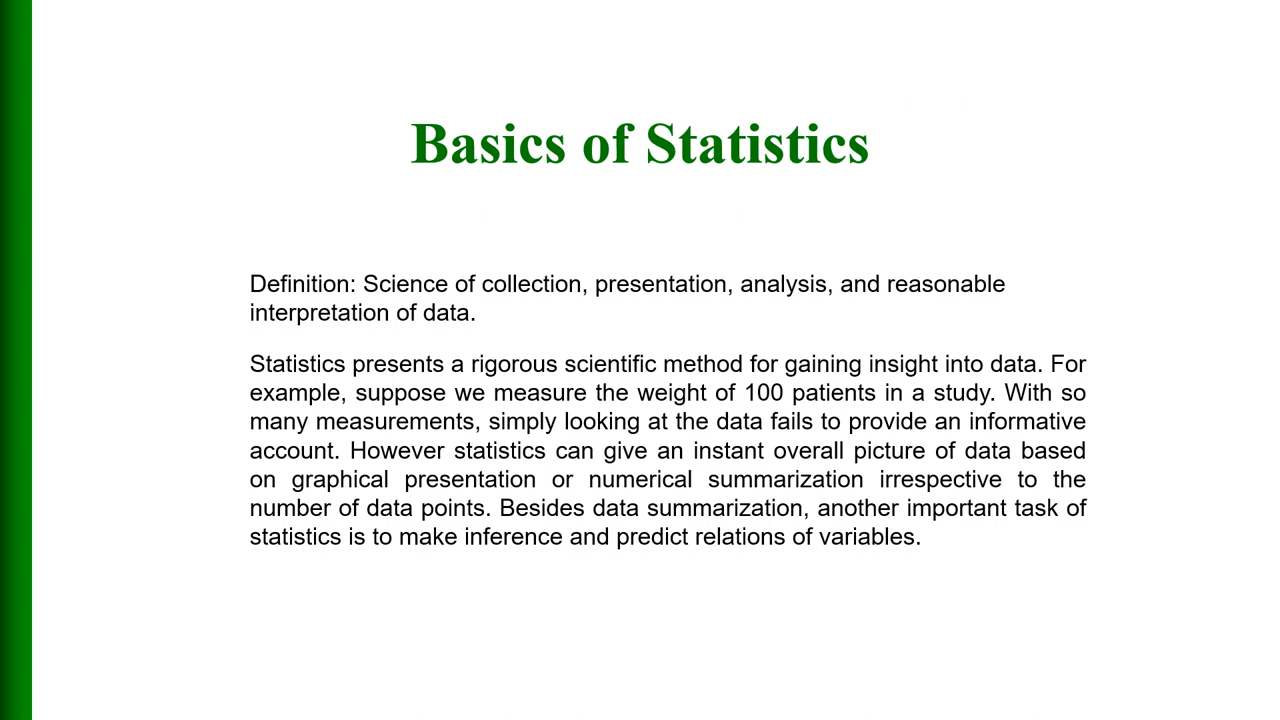 Basics of Statistics
Definition: Science of collection, presentation, analysis, and reasonable
interpretation of data.
Statistics presents a rigorous scientific method for gaining insight into data. For
example, suppose we measure the weight of 100 patients in a study. With so
many measurements, simply looking at the data fails to provide an informative
account. However statistics can give an instant overall picture of data based
on graphical presentation or numerical summarization irrespective to the
number of data points. Besides data summarization, another important task of
statistics is to make inference and predict relations of variables.